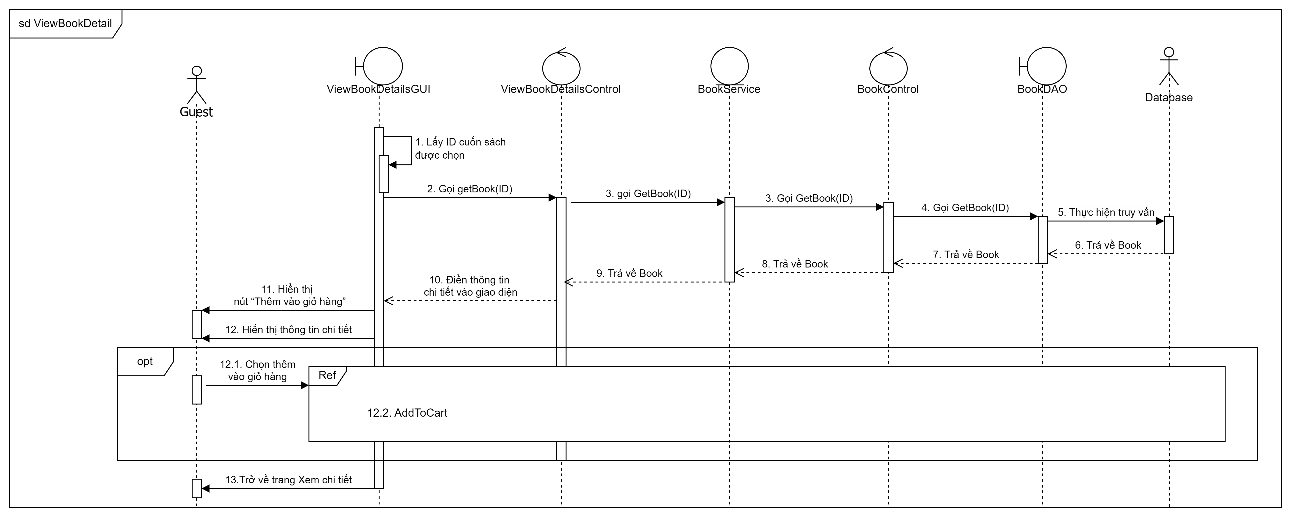 sd ViewBookDetail
Guest
ViewBookDetailsGUI
ViewBookDetailsControl
BookService
BookControl
BookDAO
Database
1. Lấy ID cuốn sách
được chọn
2. Gọi getBook(ID)
3. gọi GetBook(ID)
3. Gọi GetBook(ID)
4. Gọi GetBook(ID)
5. Thực hiện truy vấn
6. Trả về Book
7. Trả về Book
8. Trả về Book
9. Trả về Book
10. Điền thông tin
chi tiết vào giao diện
11. Hiển thị
nút “Thêm vào giỏ hàng”
12. Hiển thị thông tin chi tiết
opt
12.1. Chọn thêm
vào giỏ hàng
Ref
12.2. AddToCart
13.Trở về trang Xem chi tiết